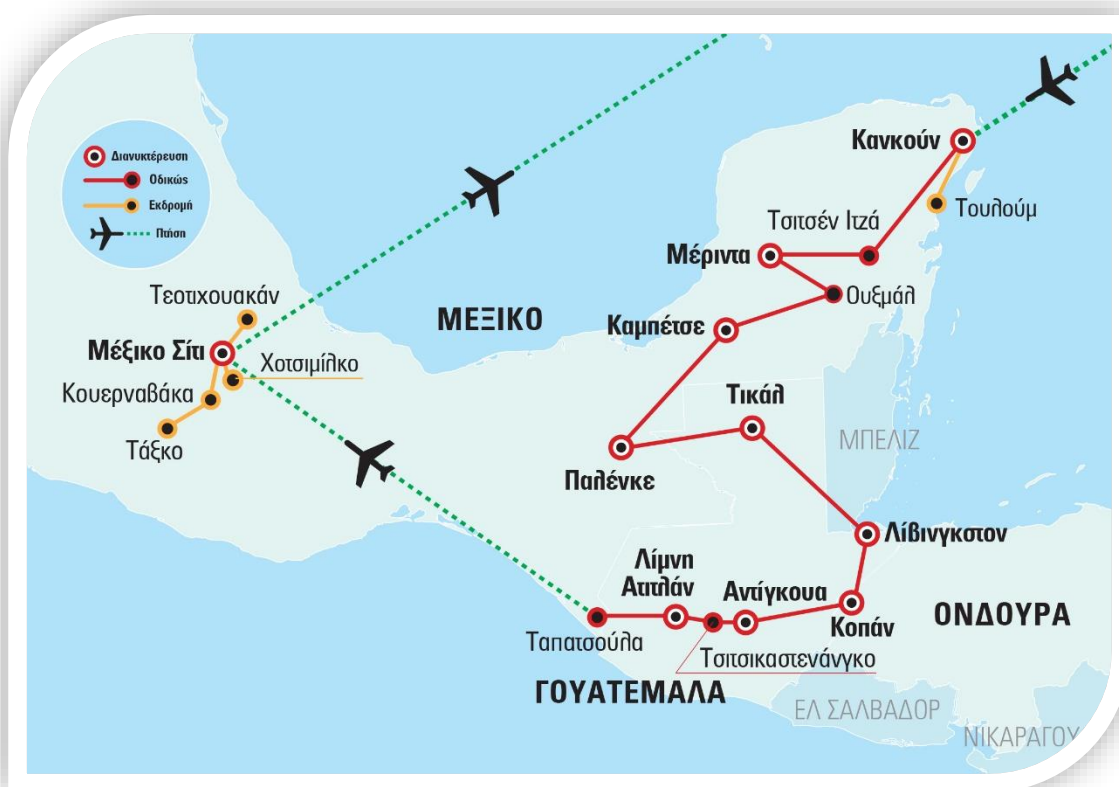 Διανυκτέρευση
Οδικώς
Εκδρομή
Πτήση
Κανκούν
Τουλούμ
Τσιτσέν Ιτζά
Μέριντα
Ουξμάλ
Καμπέτσε
ΜΕΞΙΚΟ
Τεοτιχουακάν
Μέξικο Σίτι
Χοτσιμίλκο
Κουερναβάκα
Τάξκο
Τικάλ
ΜΠΕΛΙΖ
Παλένκε
Λίβινγκστον
Λίμνη
Ατιτλάν
Αντίγκουα
Κοπάν
ΟΝΔΟΥΡΑ
Ταπατσούλα
Τσιτσικαστενάνγκο
ΓΟΥΑΤΕΜΑΛΑ
ΕΛ ΣΑΛΒΑΔΟΡ
ΝΙΚΑΡΑΓΟΥ